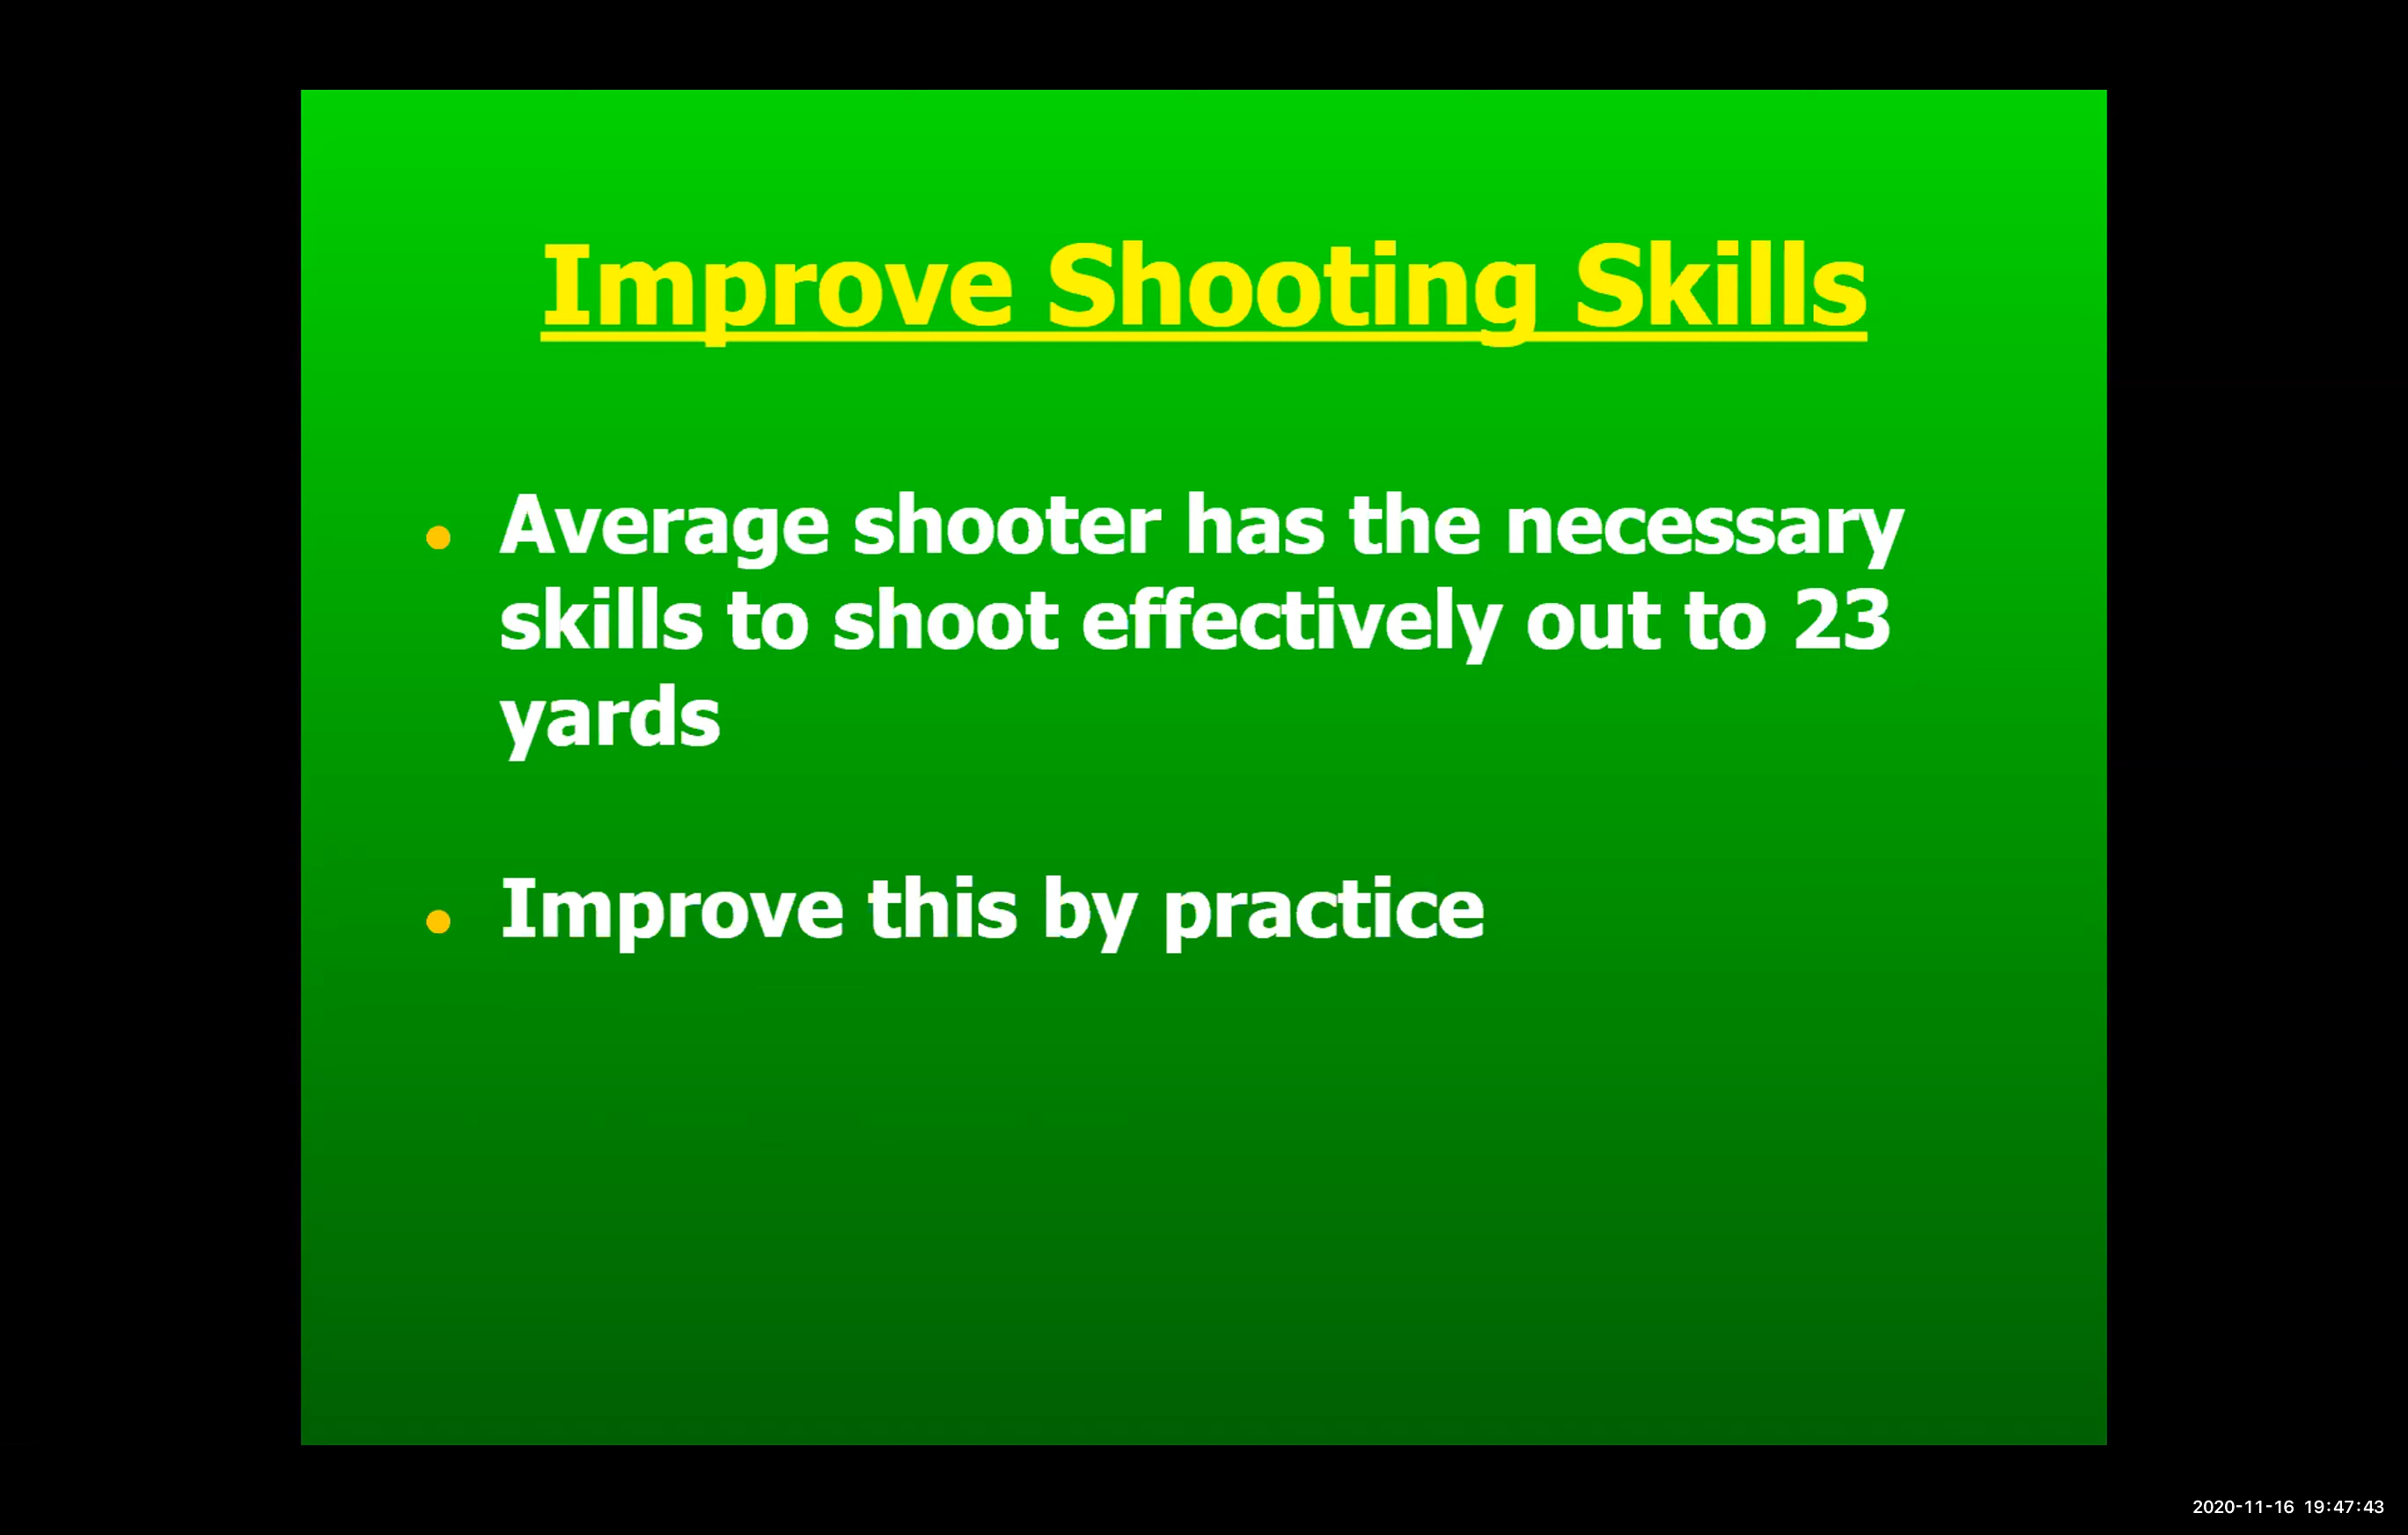 Improve Shooting Skills
• Average shooter has the necessary
skills to shoot effectively out to 23
yards
• Improve this by practice
2020-11-16 19:47:43